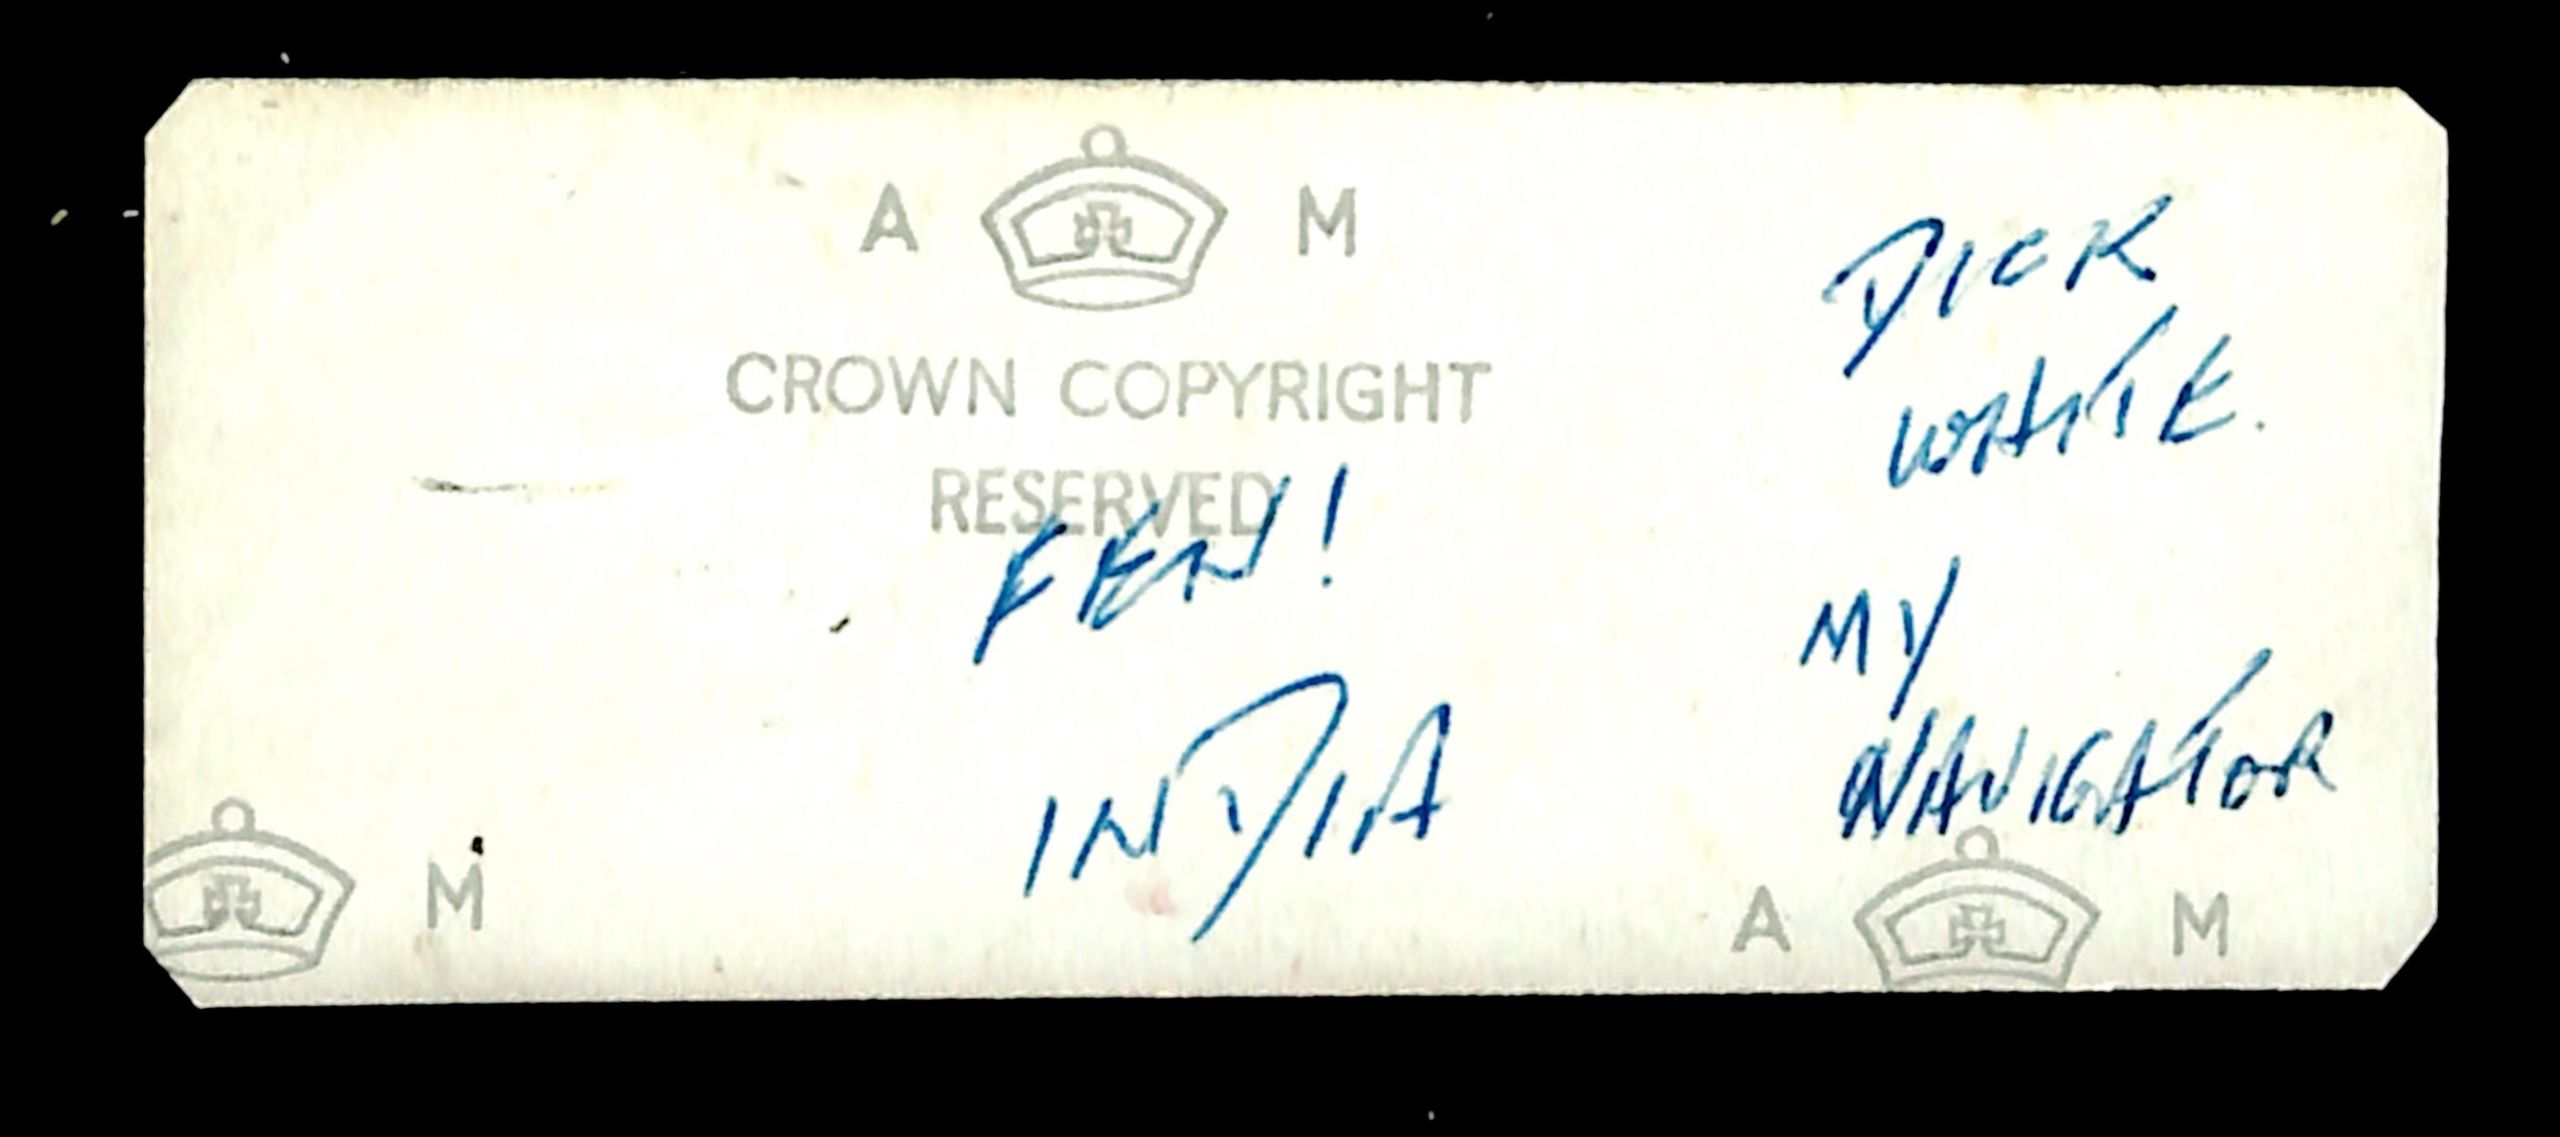 A M
CROWN COPYRIGHT
RESERVED
FEN!
INDIA
DICK
WHITE.
MY
NAVIGATOR
M
A M